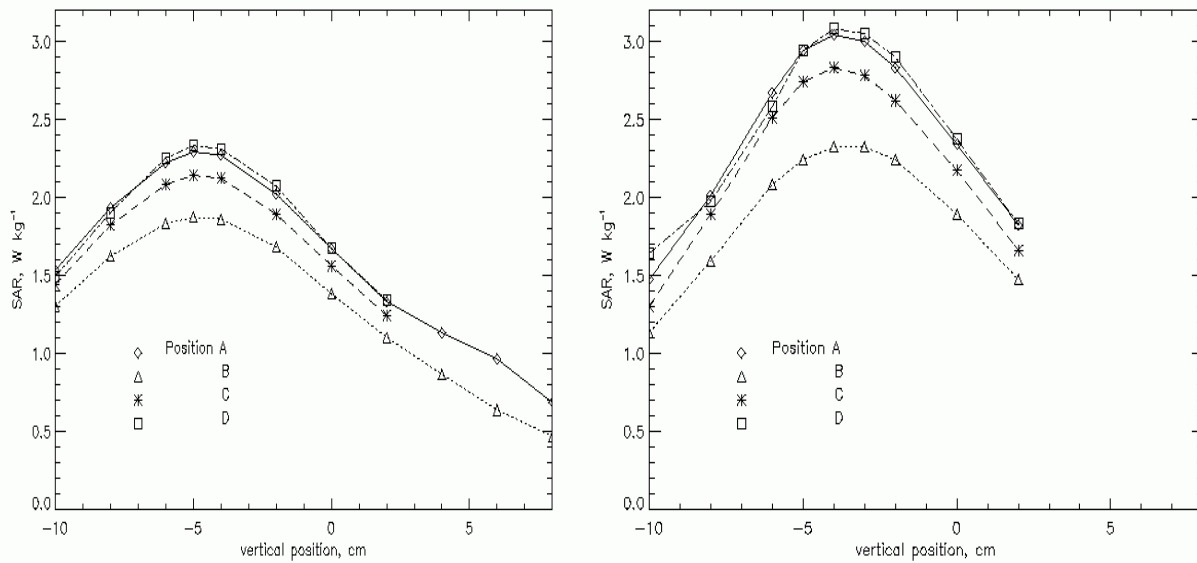 3.0
2.5
2.0
1.5
1.0
0.5
0.0
SAR, W kg⁻¹
Position A
B
C
D
-10 -5 0 5
vertical position, cm
3.0
2.5
2.0
1.5
1.0
0.5
0.0
SAR, W kg⁻¹
Position A
B
C
D
-10 -5 0 5
vertical position, cm